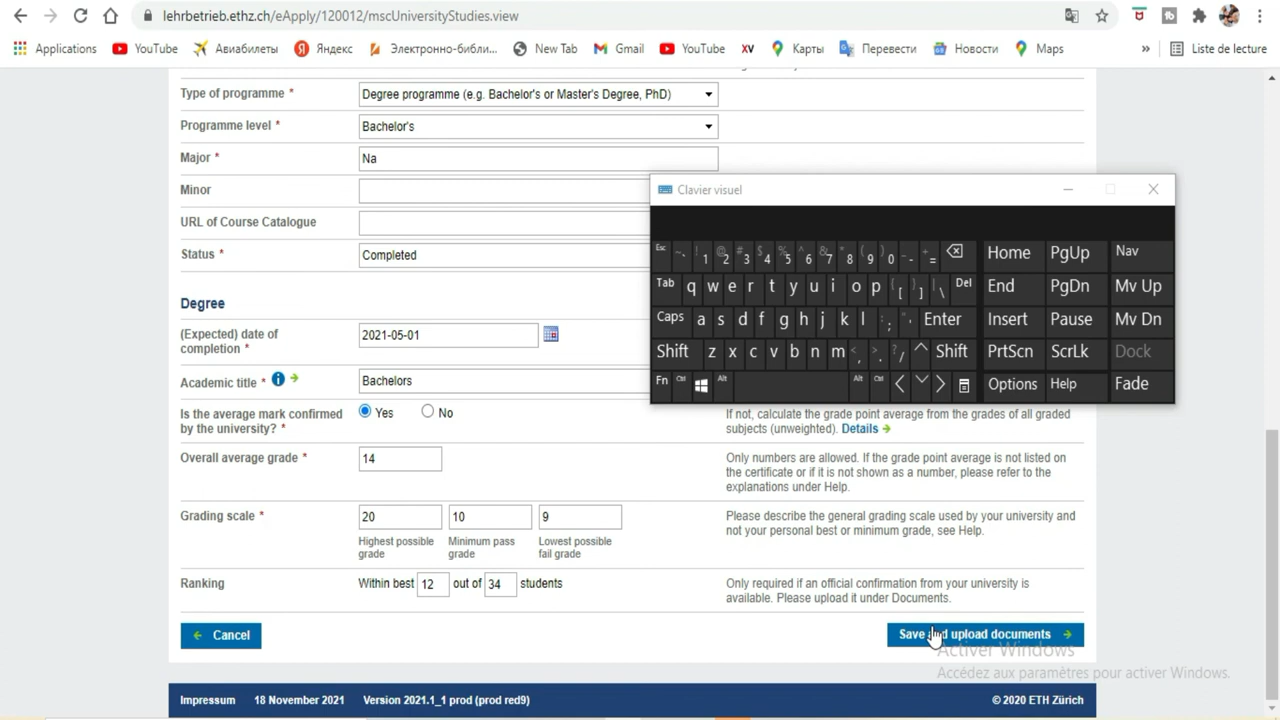 lehrbetrieb.ethz.ch/eApply/120012/mscUniversityStudies.view
Applications YouTube Авиабилеты Яндекс Электронно-библи... New Tab Gmail YouTube XV Карты Перевести Новости Maps » Liste de lecture
Type of programme * Degree programme (e.g. Bachelor's or Master's Degree, PhD)
Programme level * Bachelor's
Major * Na
Minor
URL of Course Catalogue
Status * Completed
Clavier visuel
Esc ~ ` ! 1 @ 2 # 3 $ 4 % 5 ^ 6 & 7 * 8 ( 9 ) 0 _ - + = Home PgUp Nav
Tab q w e r t y u i o p { [ } ] | \ Del End PgDn Mv Up
Caps a s d f g h j k l : ; " ' Enter Insert Pause Mv Dn
Shift z x c v b n m < , > . ? / Shift PrtScn ScrLk Dock
Fn Ctrl Alt Alt Ctrl Options Help Fade
Degree
(Expected) date of
completion * 2021-05-01
Academic title * Bachelors
Is the average mark confirmed
by the university? * Yes No
If not, calculate the grade point average from the grades of all graded
subjects (unweighted). Details
Overall average grade * 14
Only numbers are allowed. If the grade point average is not listed on
the certificate or if it is not shown as a number, please refer to the
explanations under Help.
Grading scale * 20 10 9
Highest possible
grade
Minimum pass
grade
Lowest possible
fail grade
Please describe the general grading scale used by your university and
not your personal best or minimum grade, see Help.
Ranking Within best 12 out of 34 students
Only required if an official confirmation from your university is
available. Please upload it under Documents.
Cancel Save and upload documents
Activer Windows
Accédez aux paramètres pour activer Windows.
Impressum 18 November 2021 Version 2021.1_1 prod (prod red9) © 2020 ETH Zürich